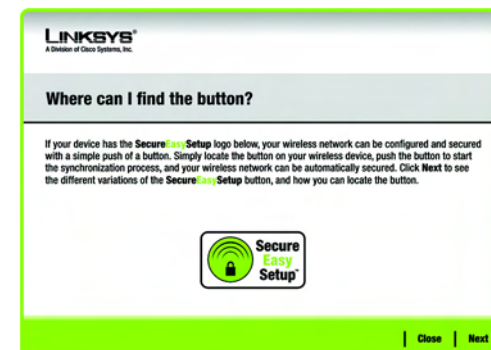 LINKSYS®
A Division of Cisco Systems, Inc.
Where can I find the button?
If your device has the SecureEasySetup logo below, your wireless network can be configured and secured
with a simple push of a button. Simply locate the button on your wireless device, push the button to start
the synchronization process, and your wireless network can be automatically secured. Click Next to see
the different variations of the SecureEasySetup button, and how you can locate the button.
Secure
Easy
Setup™
Close | Next